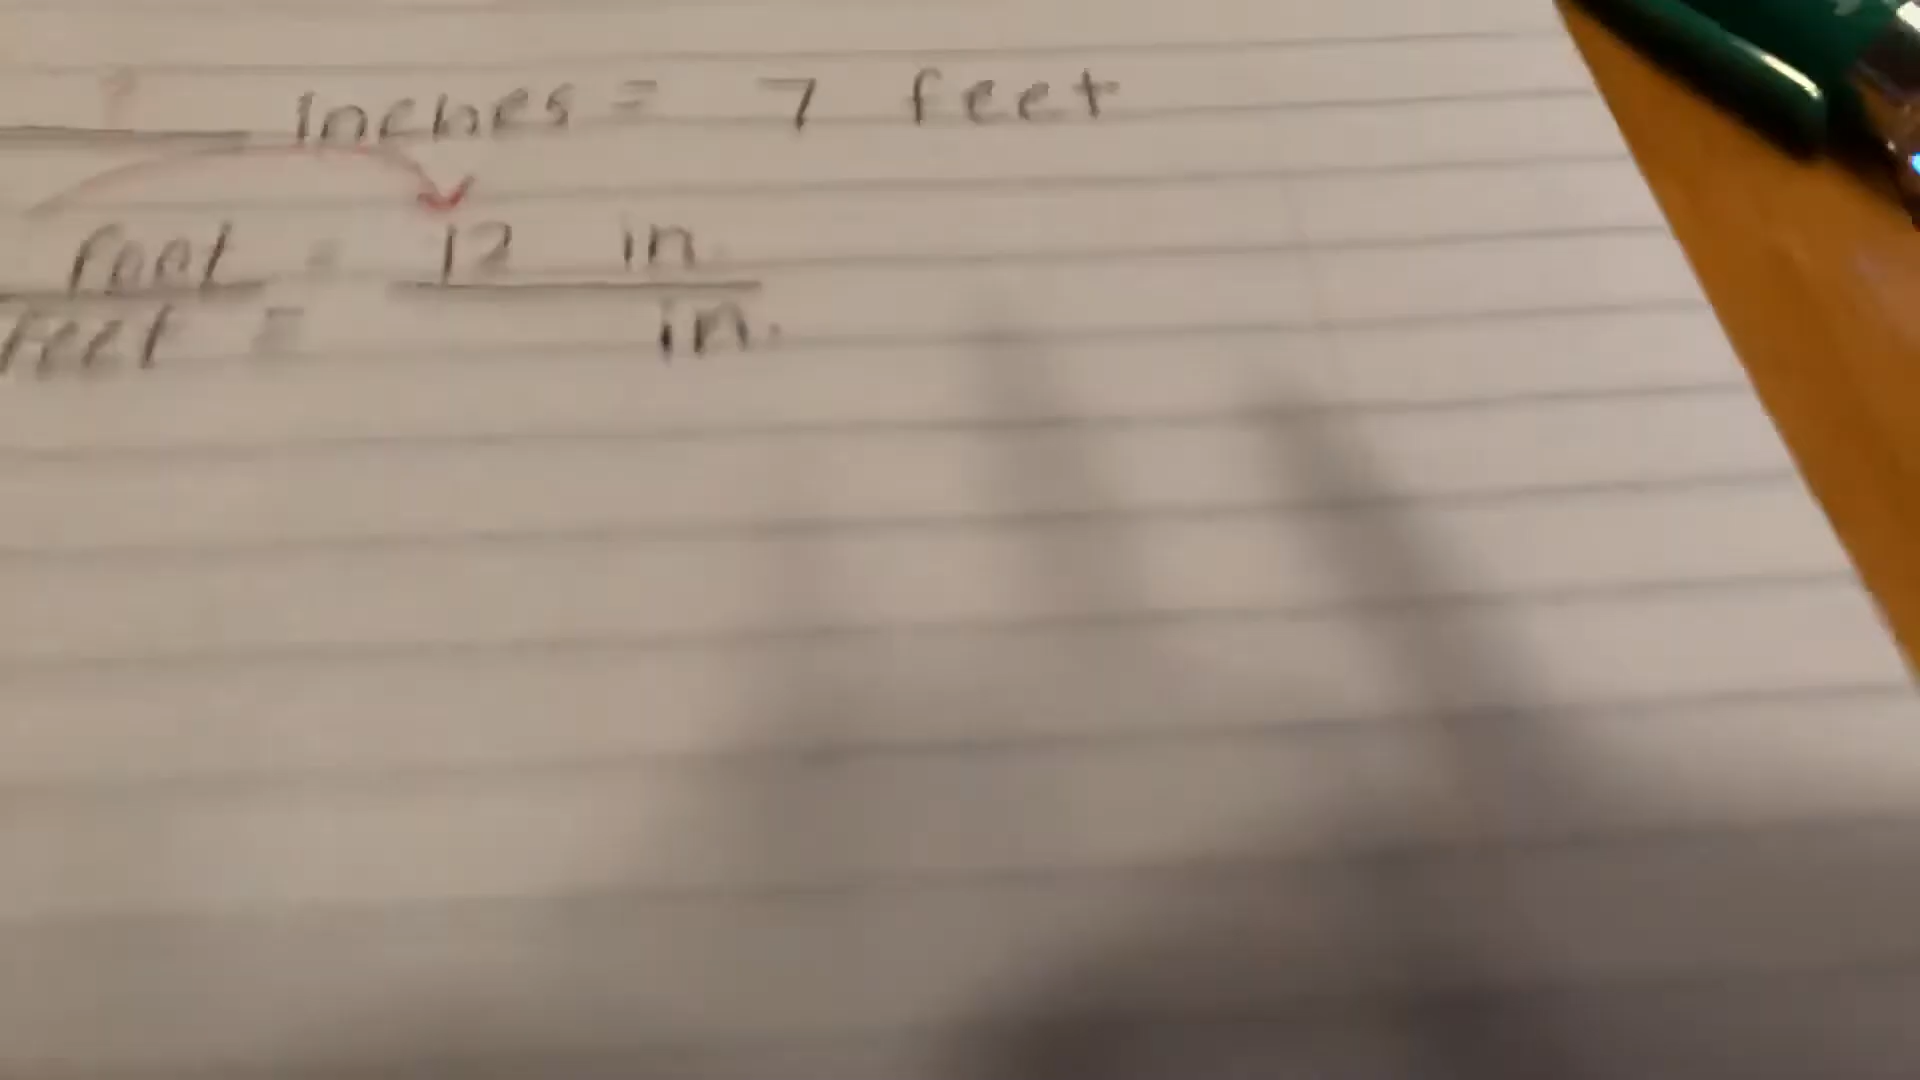 ? inches = 7 feet
feet = 12 in.
feet = in.